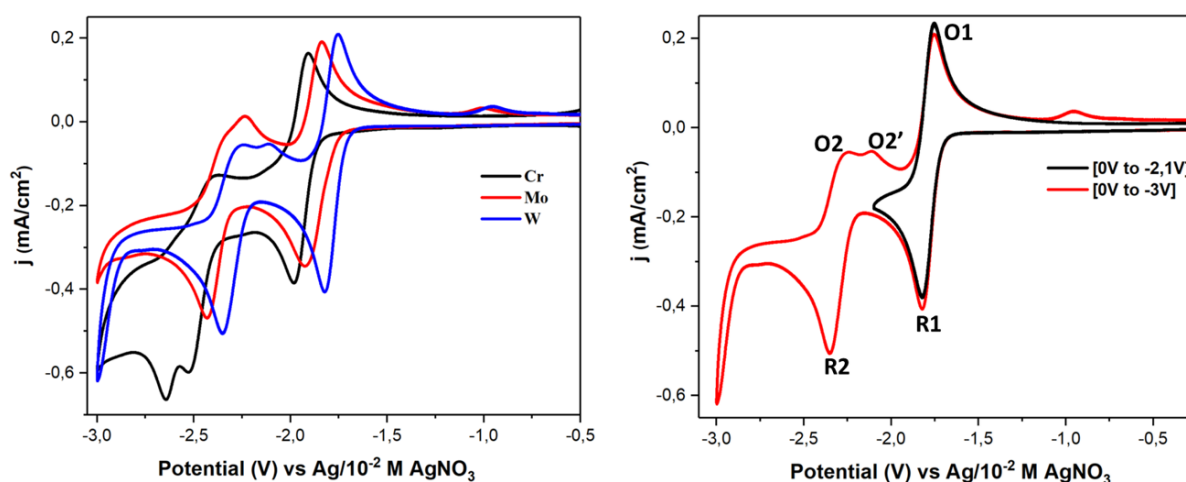 0,2
0,0
-0,2
-0,4
-0,6
j (mA/cm²)
Cr
Mo
W
-3,0 -2,5 -2,0 -1,5 -1,0 -0,5
Potential (V) vs Ag/10⁻² M AgNO₃
0,2
0,0
-0,2
-0,4
-0,6
j (mA/cm²)
O1
O2 O2’
[0V to -2,1V]
[0V to -3V]
R1
R2
-3,0 -2,5 -2,0 -1,5 -1,0 -0,5
Potential (V) vs Ag/10⁻² M AgNO₃